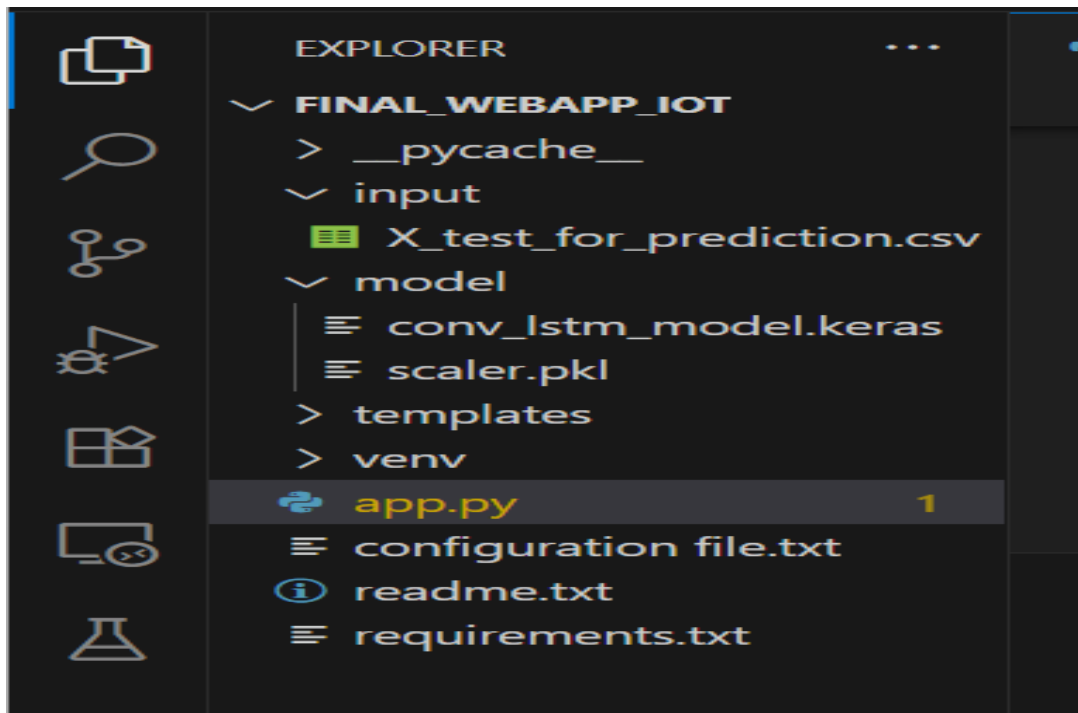 EXPLORER ...
FINAL_WEBAPP_IOT
__pycache__
input
X_test_for_prediction.csv
model
conv_lstm_model.keras
scaler.pkl
templates
venv
app.py 1
configuration file.txt
readme.txt
requirements.txt